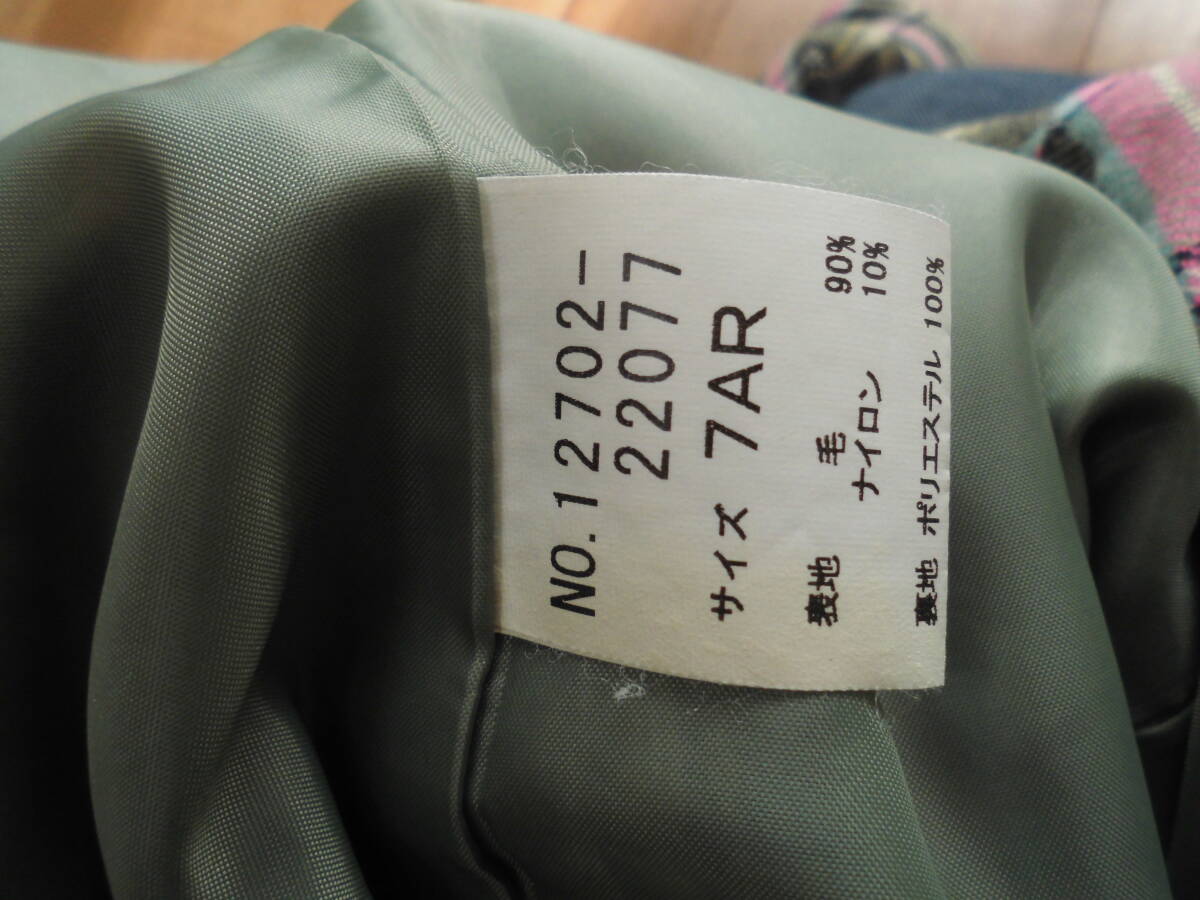 NO.12702-
22077
サイズ 7AR
表地 毛 90%
ナイロン 10%
裏地 ポリエステル 100%